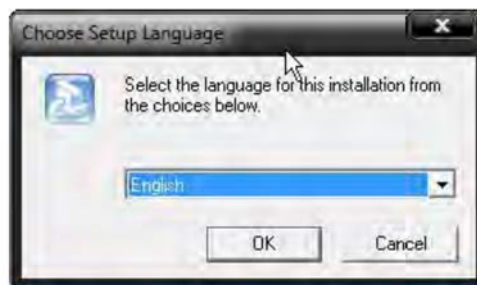 Choose Setup Language
Select the language for this installation from
the choices below.
English
OK
Cancel